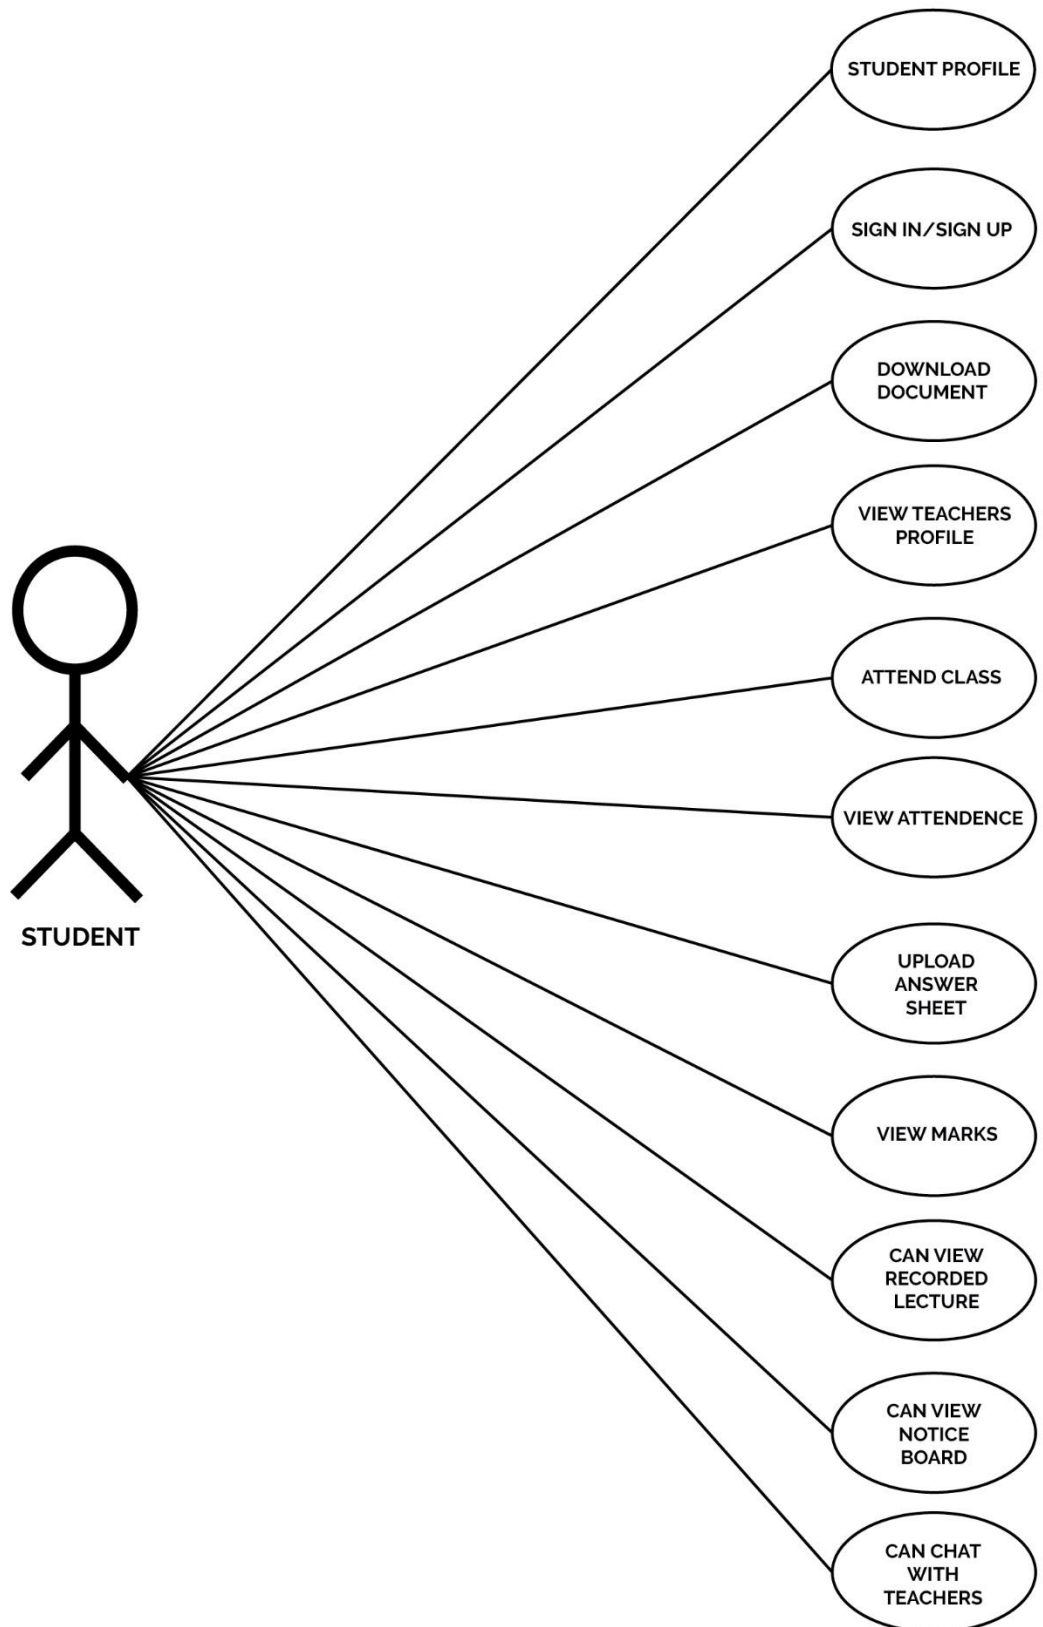 STUDENT PROFILE
SIGN IN/SIGN UP
DOWNLOAD
DOCUMENT
VIEW TEACHERS
PROFILE
ATTEND CLASS
VIEW ATTENDENCE
STUDENT
UPLOAD
ANSWER
SHEET
VIEW MARKS
CAN VIEW
RECORDED
LECTURE
CAN VIEW
NOTICE
BOARD
CAN CHAT
WITH
TEACHERS